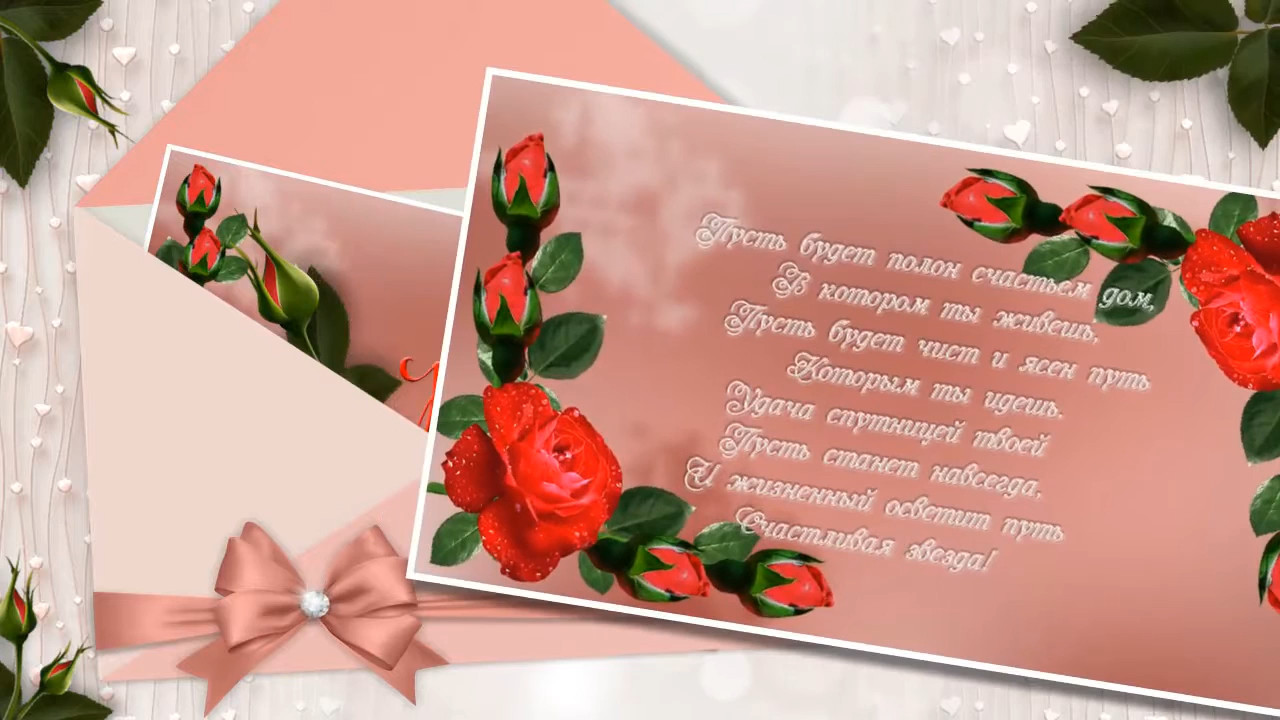 Пусть будет полон счастьем дом,
В котором ты живешь,
Пусть будет чист и ясен путь
Которым ты идешь.
Удача спутницей твоей
Пусть станет навсегда,
И жизненный осветит путь
Счастливая звезда!